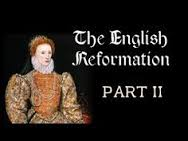 The English
Reformation
PART II